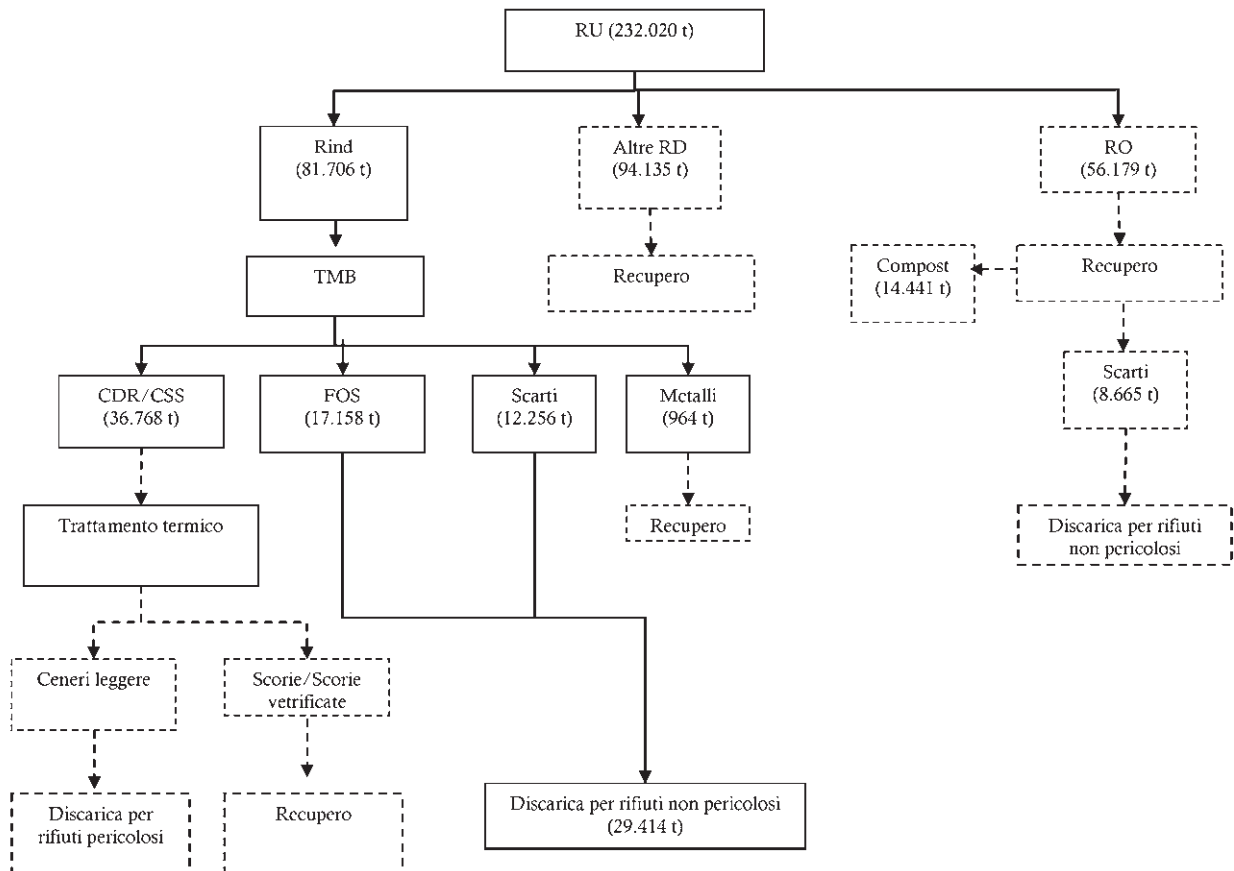 RU (232.020 t)
Rind
(81.706 t)
Altre RD
(94.135 t)
RO
(56.179 t)
TMB
Recupero
Compost
(14.441 t)
Recupero
CDR/CSS
(36.768 t)
FOS
(17.158 t)
Scarti
(12.256 t)
Metalli
(964 t)
Scarti
(8.665 t)
Trattamento termico
Recupero
Discarica per rifiuti
non pericolosi
Ceneri leggere
Scorie/Scorie
vetrificate
Discarica per
rifiuti pericolosi
Recupero
Discarica per rifiuti non pericolosi
(29.414 t)